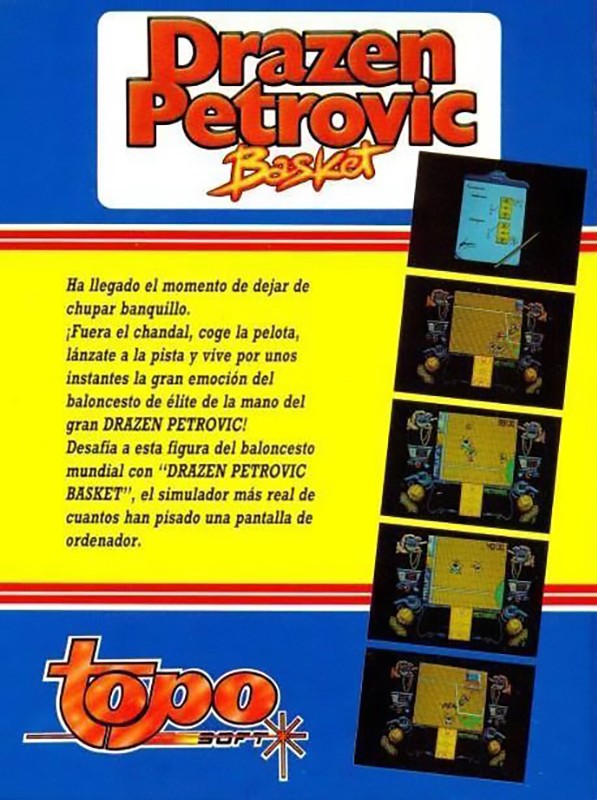 Drazen
Petrovic
Basket
Ha llegado el momento de dejar de
chupar banquillo.
¡Fuera el chandal, coge la pelota,
lánzate a la pista y vive por unos
instantes la gran emoción del
baloncesto de élite de la mano del
gran DRAZEN PETROVIC!
Desafía a esta figura del baloncesto
mundial con “DRAZEN PETROVIC
BASKET”, el simulador más real de
cuantos han pisado una pantalla de
ordenador.
topo
SOFT